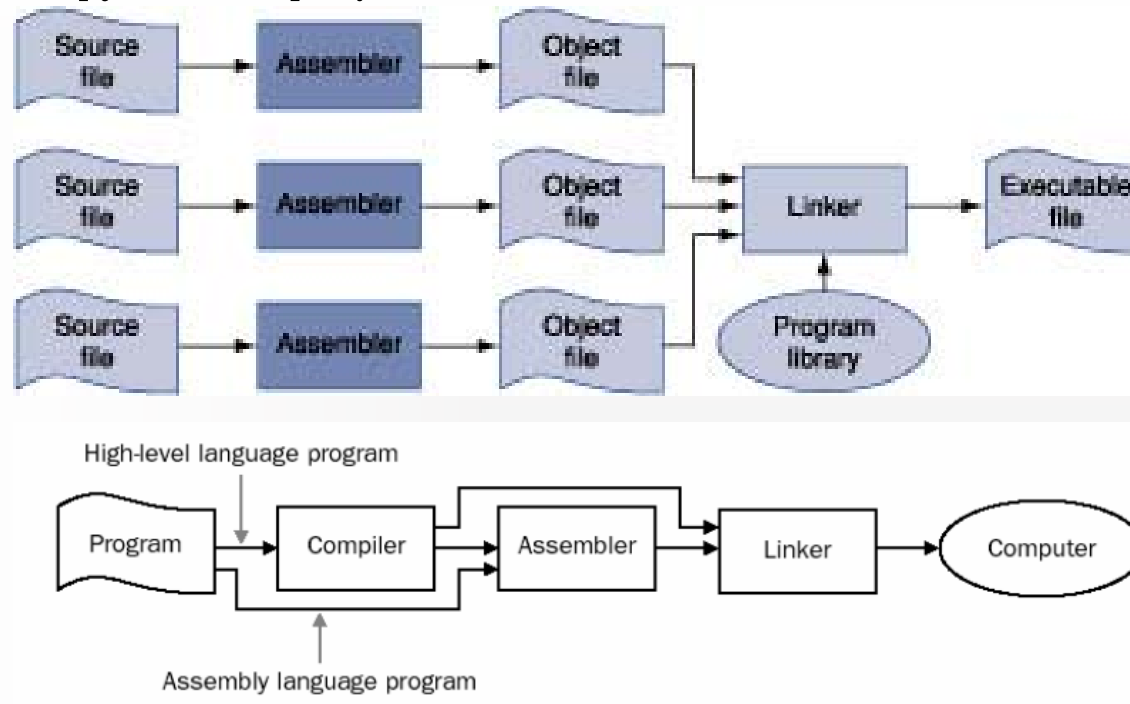 Source
file
Assembler
Object
file
Source
file
Assembler
Object
file
Linker
Executable
file
Source
file
Assembler
Object
file
Program
library
High-level language program
Program
Compiler
Assembler
Linker
Computer
Assembly language program